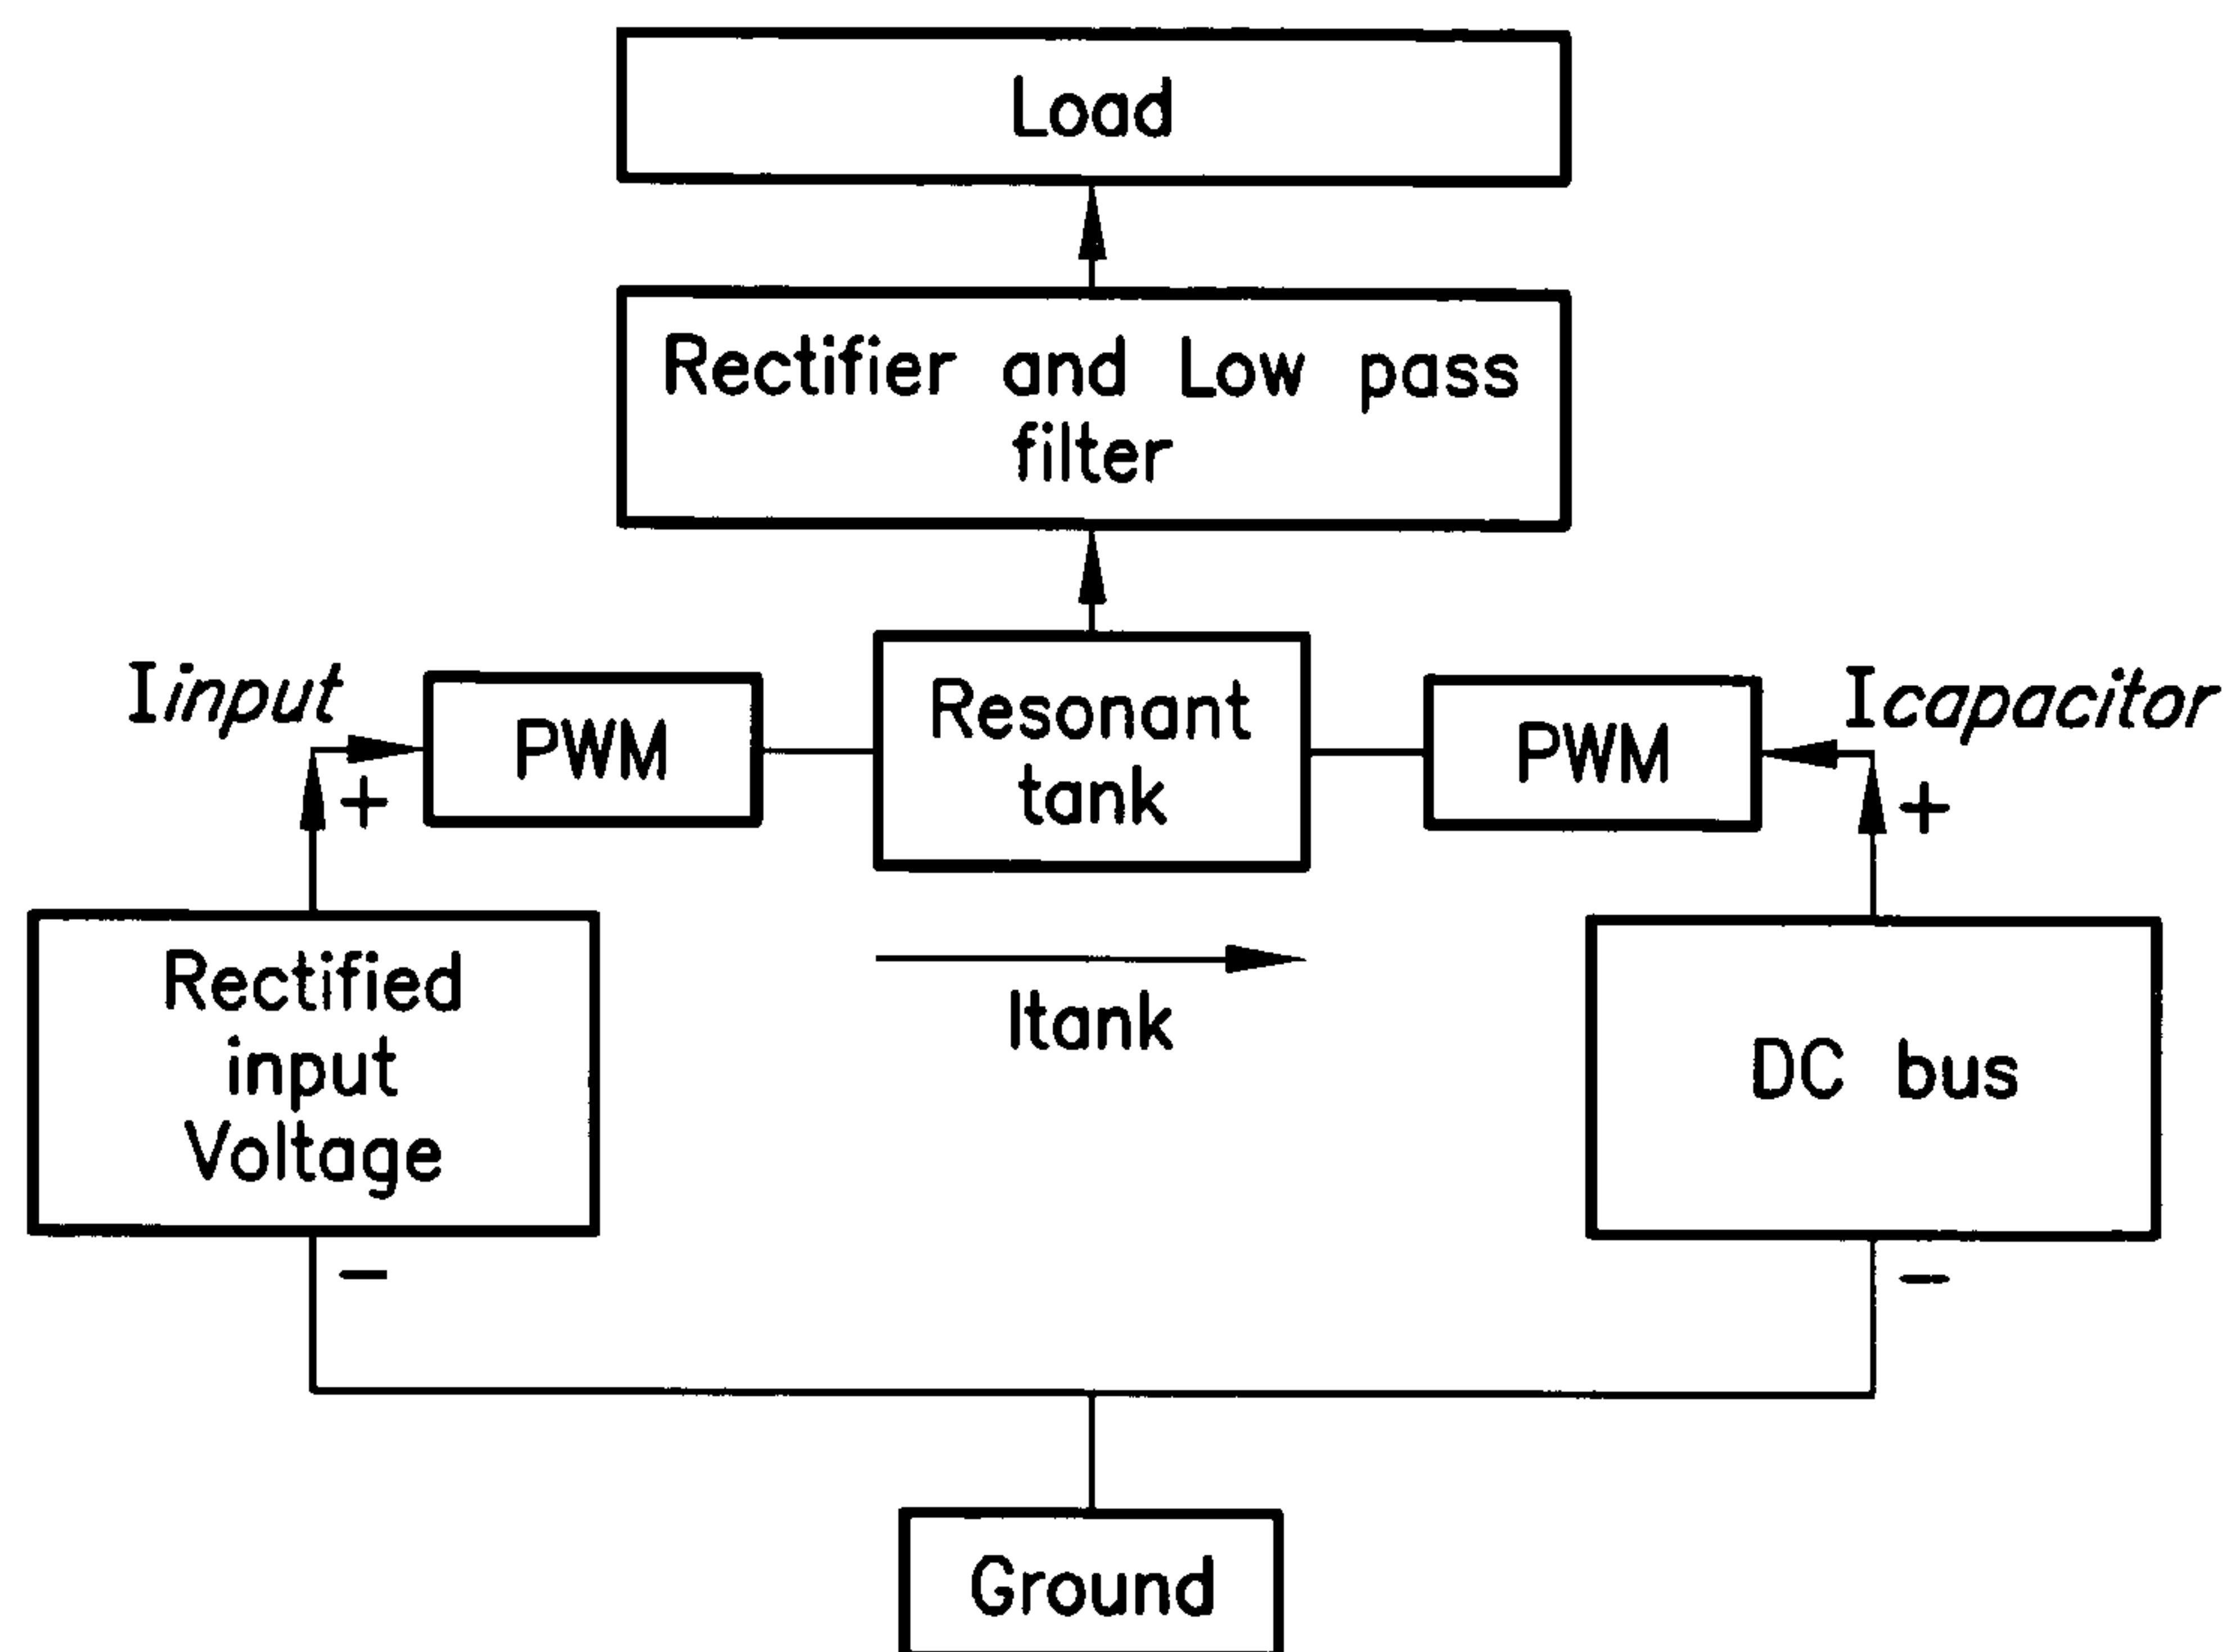 Load
Rectifier and Low pass
filter
Iinput
PWM
Resonant
tank
PWM
Icapacitor
+
+
Rectified
input
Voltage
Itank
DC bus
−
−
Ground